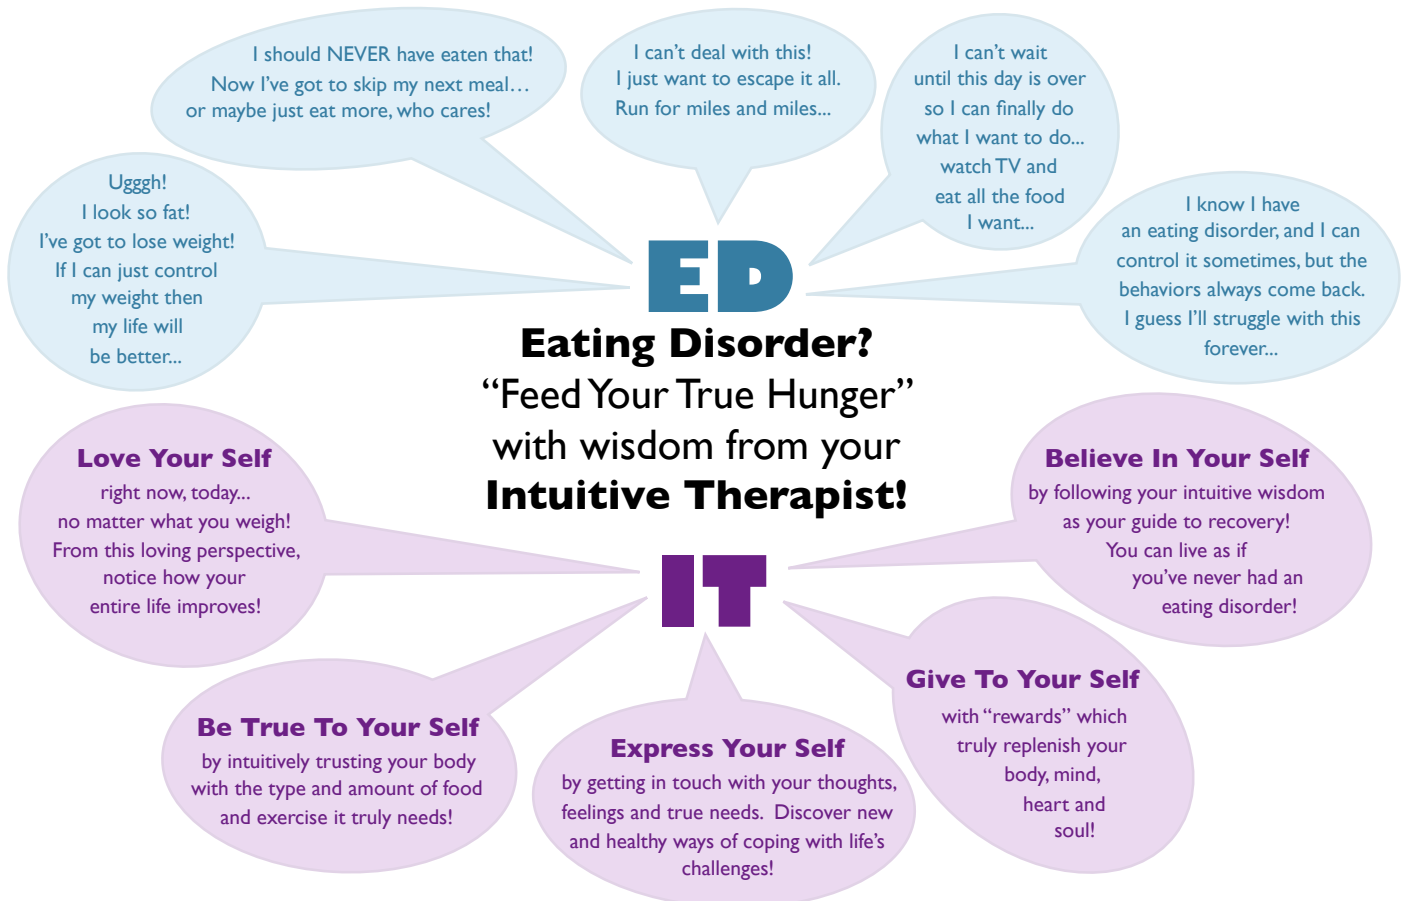 I should NEVER have eaten that!
Now I've got to skip my next meal...
or maybe just eat more, who cares!
I can't deal with this!
I just want to escape it all.
Run for miles and miles...
I can't wait
until this day is over
so I can finally do
what I want to do...
watch TV and
eat all the food
I want...
Ugggh!
I look so fat!
I've got to lose weight!
If I can just control
my weight then
my life will
be better...
I know I have
an eating disorder, and I can
control it sometimes, but the
behaviors always come back.
I guess I'll struggle with this
forever...
ED
Eating Disorder?
“Feed Your True Hunger”
with wisdom from your
Intuitive Therapist!
IT
Love Your Self
right now, today...
no matter what you weigh!
From this loving perspective,
notice how your
entire life improves!
Believe In Your Self
by following your intuitive wisdom
as your guide to recovery!
You can live as if
you've never had an
eating disorder!
Be True To Your Self
by intuitively trusting your body
with the type and amount of food
and exercise it truly needs!
Express Your Self
by getting in touch with your thoughts,
feelings and true needs.  Discover new
and healthy ways of coping with life's
challenges!
Give To Your Self
with “rewards” which
truly replenish your
body, mind,
heart and
soul!